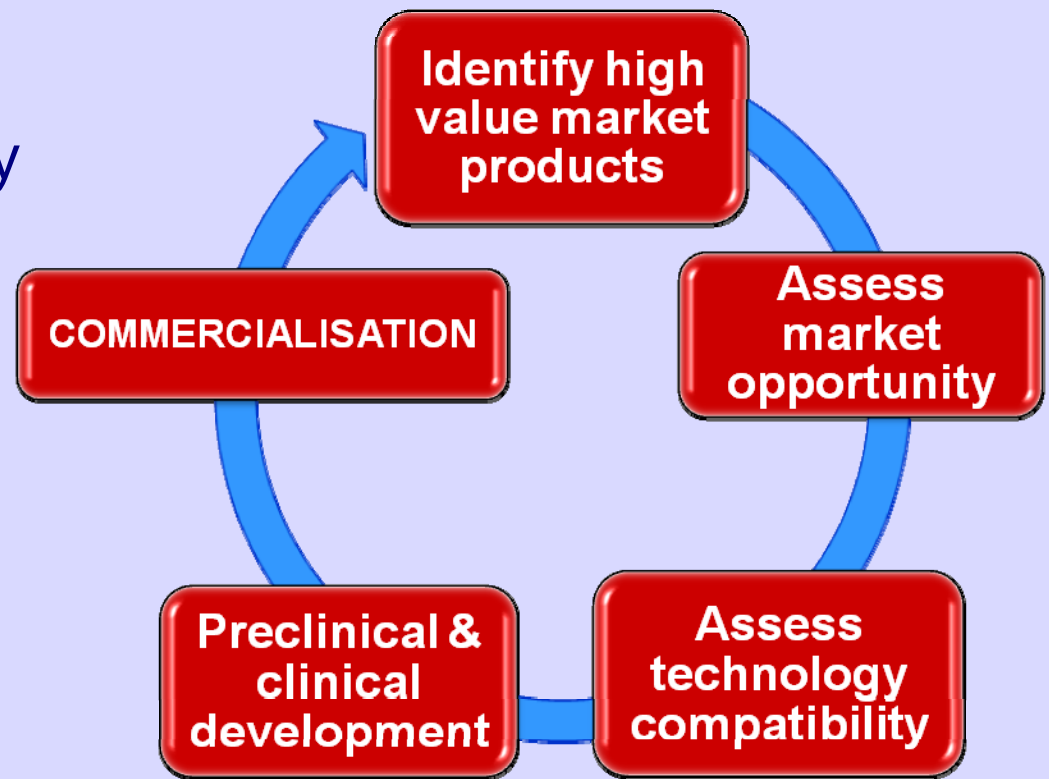 Identify high
value market
products
y
Assess
market
opportunity
COMMERCIALISATION
Assess
technology
compatibility
Preclinical &
clinical
development